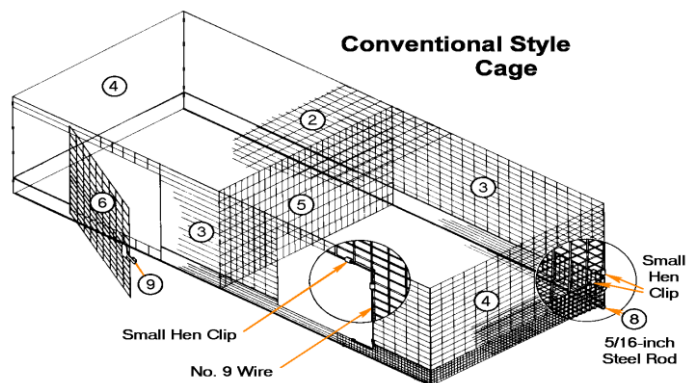 Conventional Style
Cage
4
2
3
5
6
3
9
4
Small
Hen
Clip
8
5/16-inch
Steel Rod
Small Hen Clip
No. 9 Wire